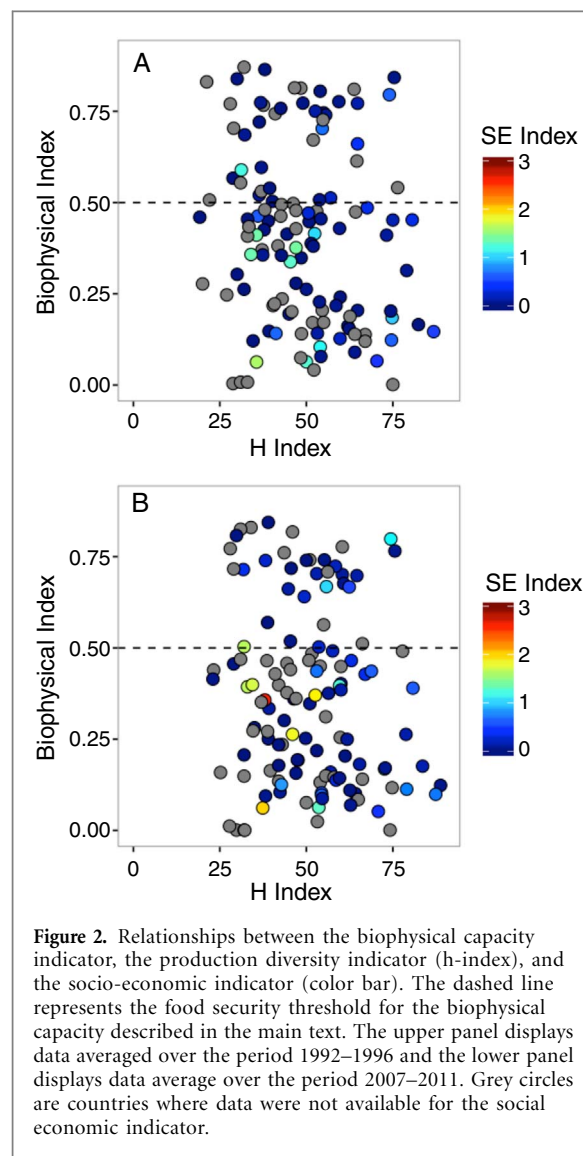 A
0.75
0.50
0.25
0.00
Biophysical Index
0
25
50
75
H Index
SE Index
3
2
1
0
B
0.75
0.50
0.25
0.00
Biophysical Index
0
25
50
75
H Index
SE Index
3
2
1
0
Figure 2. Relationships between the biophysical capacity
indicator, the production diversity indicator (h-index), and
the socio-economic indicator (color bar). The dashed line
represents the food security threshold for the biophysical
capacity described in the main text. The upper panel displays
data averaged over the period 1992–1996 and the lower panel
displays data average over the period 2007–2011. Grey circles
are countries where data were not available for the social
economic indicator.